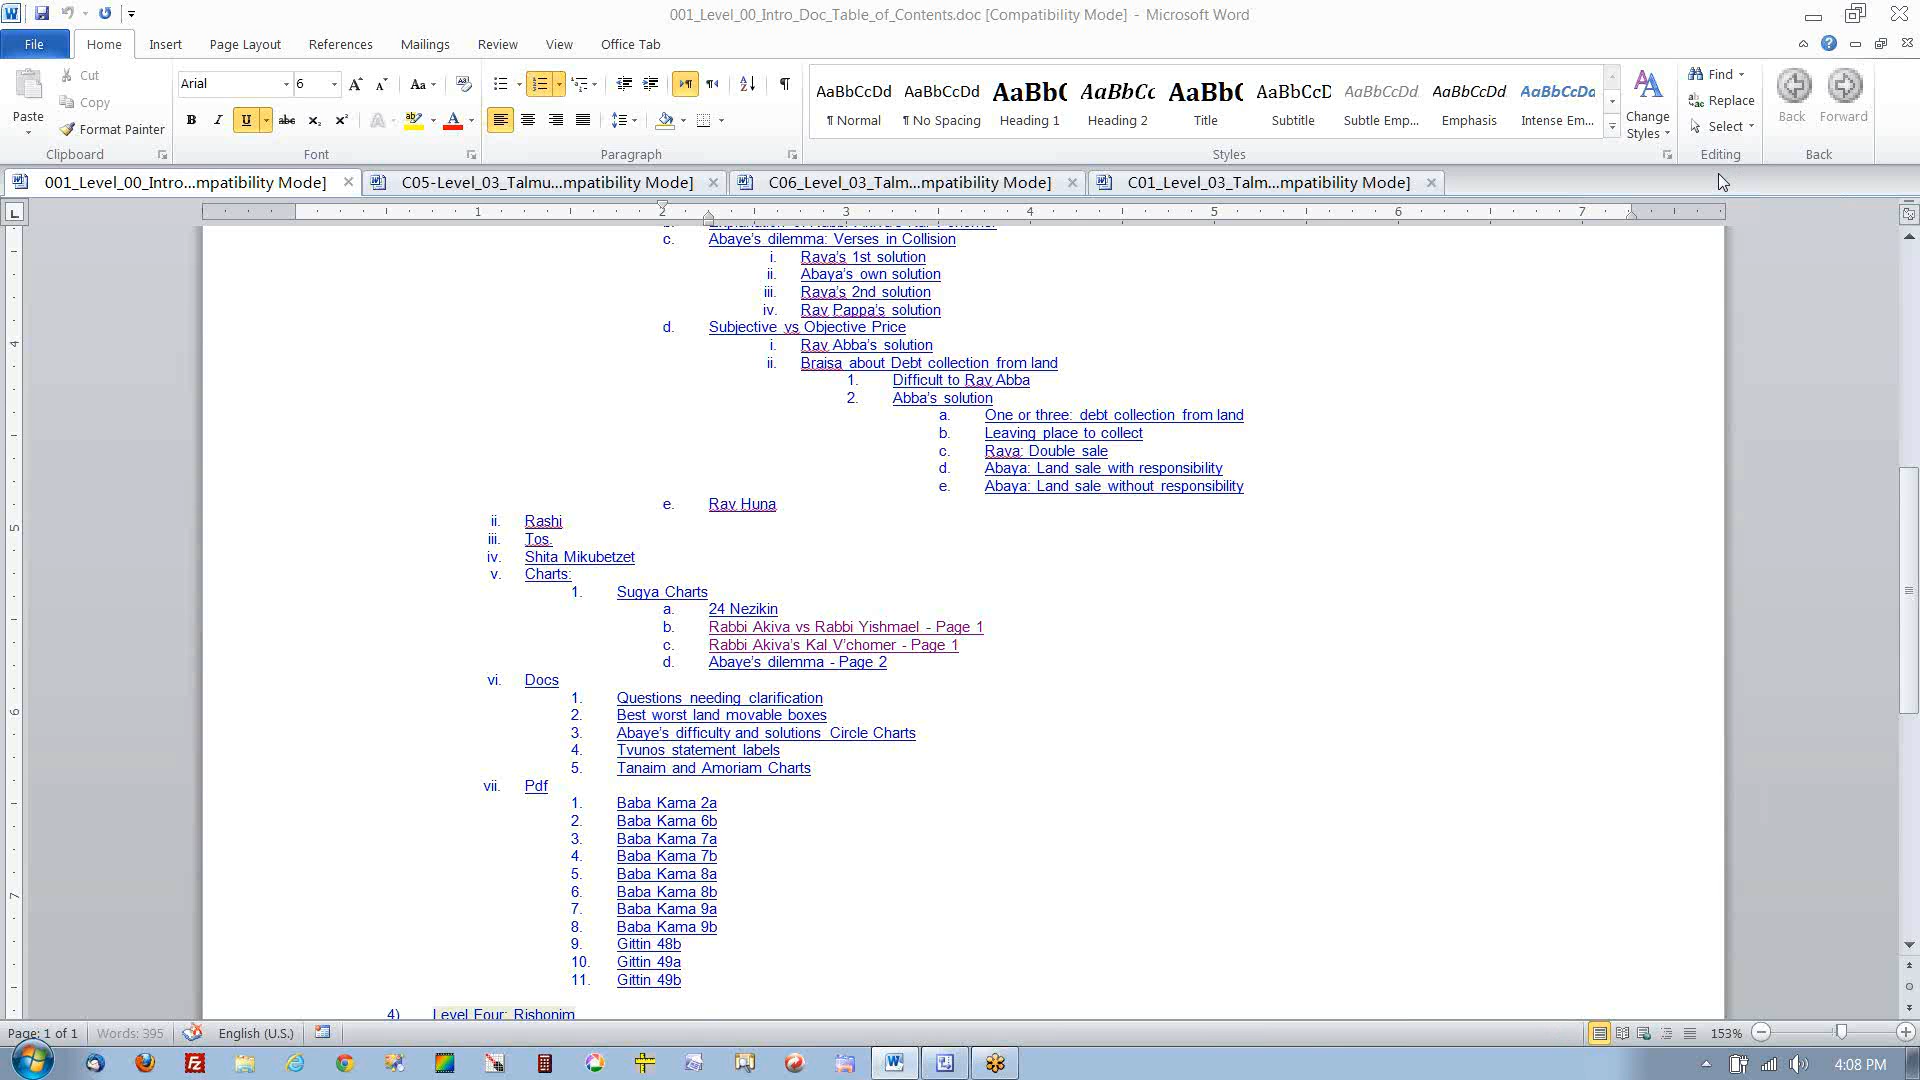 001_Level_00_Intro_Doc_Table_of_Contents.doc [Compatibility Mode] - Microsoft Word
File Home Insert Page Layout References Mailings Review View Office Tab
Paste
Cut
Copy
Format Painter
Clipboard
Arial 6
Font
Paragraph
AaBbCcDd AaBbCcDd AaBbC AaBbCc AaBbC AaBbCcD AaBbCcDd AaBbCcDd AaBbCcDd
¶ Normal ¶ No Spacing Heading 1 Heading 2 Title Subtitle Subtle Emp... Emphasis Intense Em...
Styles
Change Styles
Find
Replace
Select
Editing
Back Forward
Back
001_Level_00_Intro...mpatibility Mode] C05-Level_03_Talmu...mpatibility Mode] C06_Level_03_Talm...mpatibility Mode] C01_Level_03_Talm...mpatibility Mode]
1 2 3 4 5 6 7
c. Abaye's dilemma: Verses in Collision
i. Rava's 1st solution
ii. Abaya's own solution
iii. Rava's 2nd solution
iv. Rav Pappa's solution
d. Subjective vs Objective Price
i. Rav Abba's solution
ii. Braisa about Debt collection from land
1. Difficult to Rav Abba
2. Abba's solution
a. One or three: debt collection from land
b. Leaving place to collect
c. Rava: Double sale
d. Abaya: Land sale with responsibility
e. Abaya: Land sale without responsibility
e. Rav Huna
ii. Rashi
iii. Tos.
iv. Shita Mikubetzet
v. Charts:
1. Sugya Charts
a. 24 Nezikin
b. Rabbi Akiva vs Rabbi Yishmael - Page 1
c. Rabbi Akiva's Kal V'chomer - Page 1
d. Abaye's dilemma - Page 2
vi. Docs
1. Questions needing clarification
2. Best worst land movable boxes
3. Abaye's difficulty and solutions Circle Charts
4. Tvunos statement labels
5. Tanaim and Amoriam Charts
vii. Pdf
1. Baba Kama 2a
2. Baba Kama 6b
3. Baba Kama 7a
4. Baba Kama 7b
5. Baba Kama 8a
6. Baba Kama 8b
7. Baba Kama 9a
8. Baba Kama 9b
9. Gittin 48b
10. Gittin 49a
11. Gittin 49b
4) Level Four: Rishonim
Page: 1 of 1 Words: 395 English (U.S.) 153%
4:08 PM